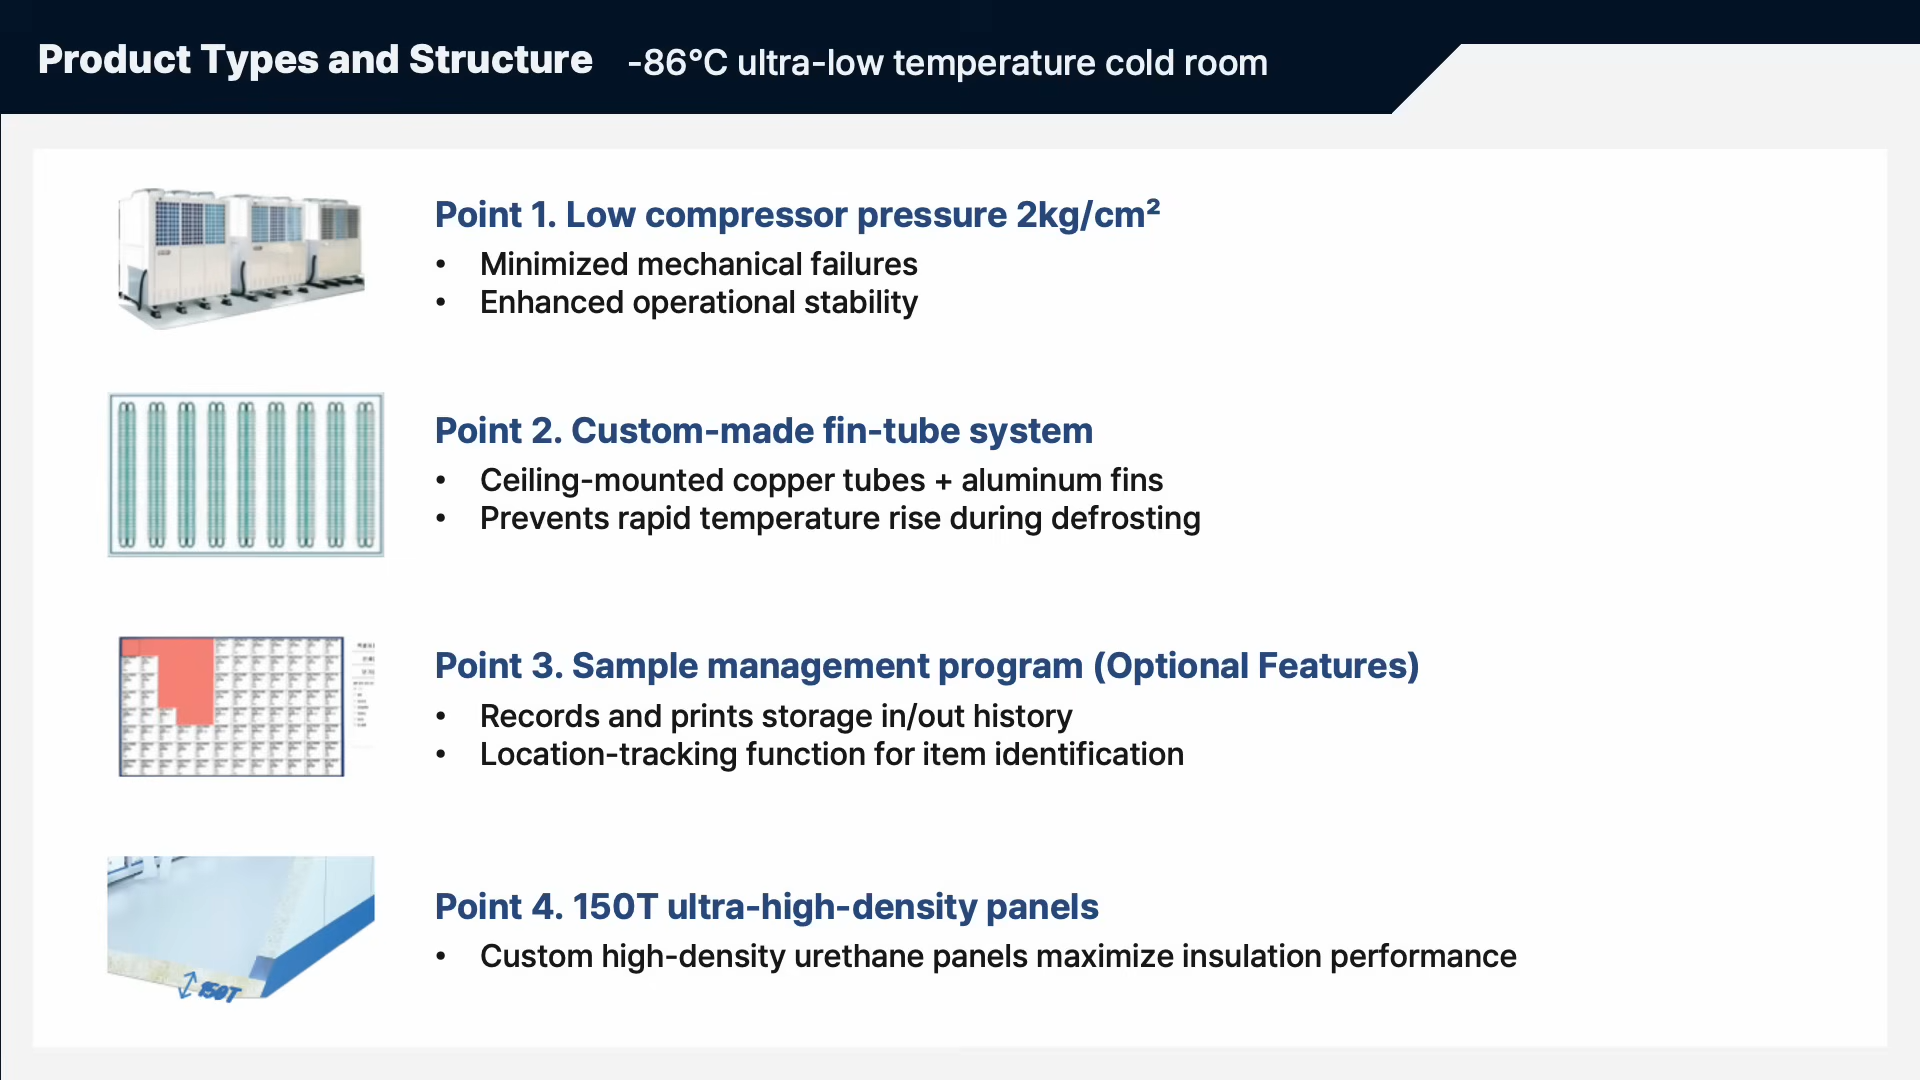 Product Types and Structure -86°C ultra-low temperature cold room
Point 1. Low compressor pressure 2kg/cm²
• Minimized mechanical failures
• Enhanced operational stability
Point 2. Custom-made fin-tube system
• Ceiling-mounted copper tubes + aluminum fins
• Prevents rapid temperature rise during defrosting
Point 3. Sample management program (Optional Features)
• Records and prints storage in/out history
• Location-tracking function for item identification
Point 4. 150T ultra-high-density panels
• Custom high-density urethane panels maximize insulation performance
150T